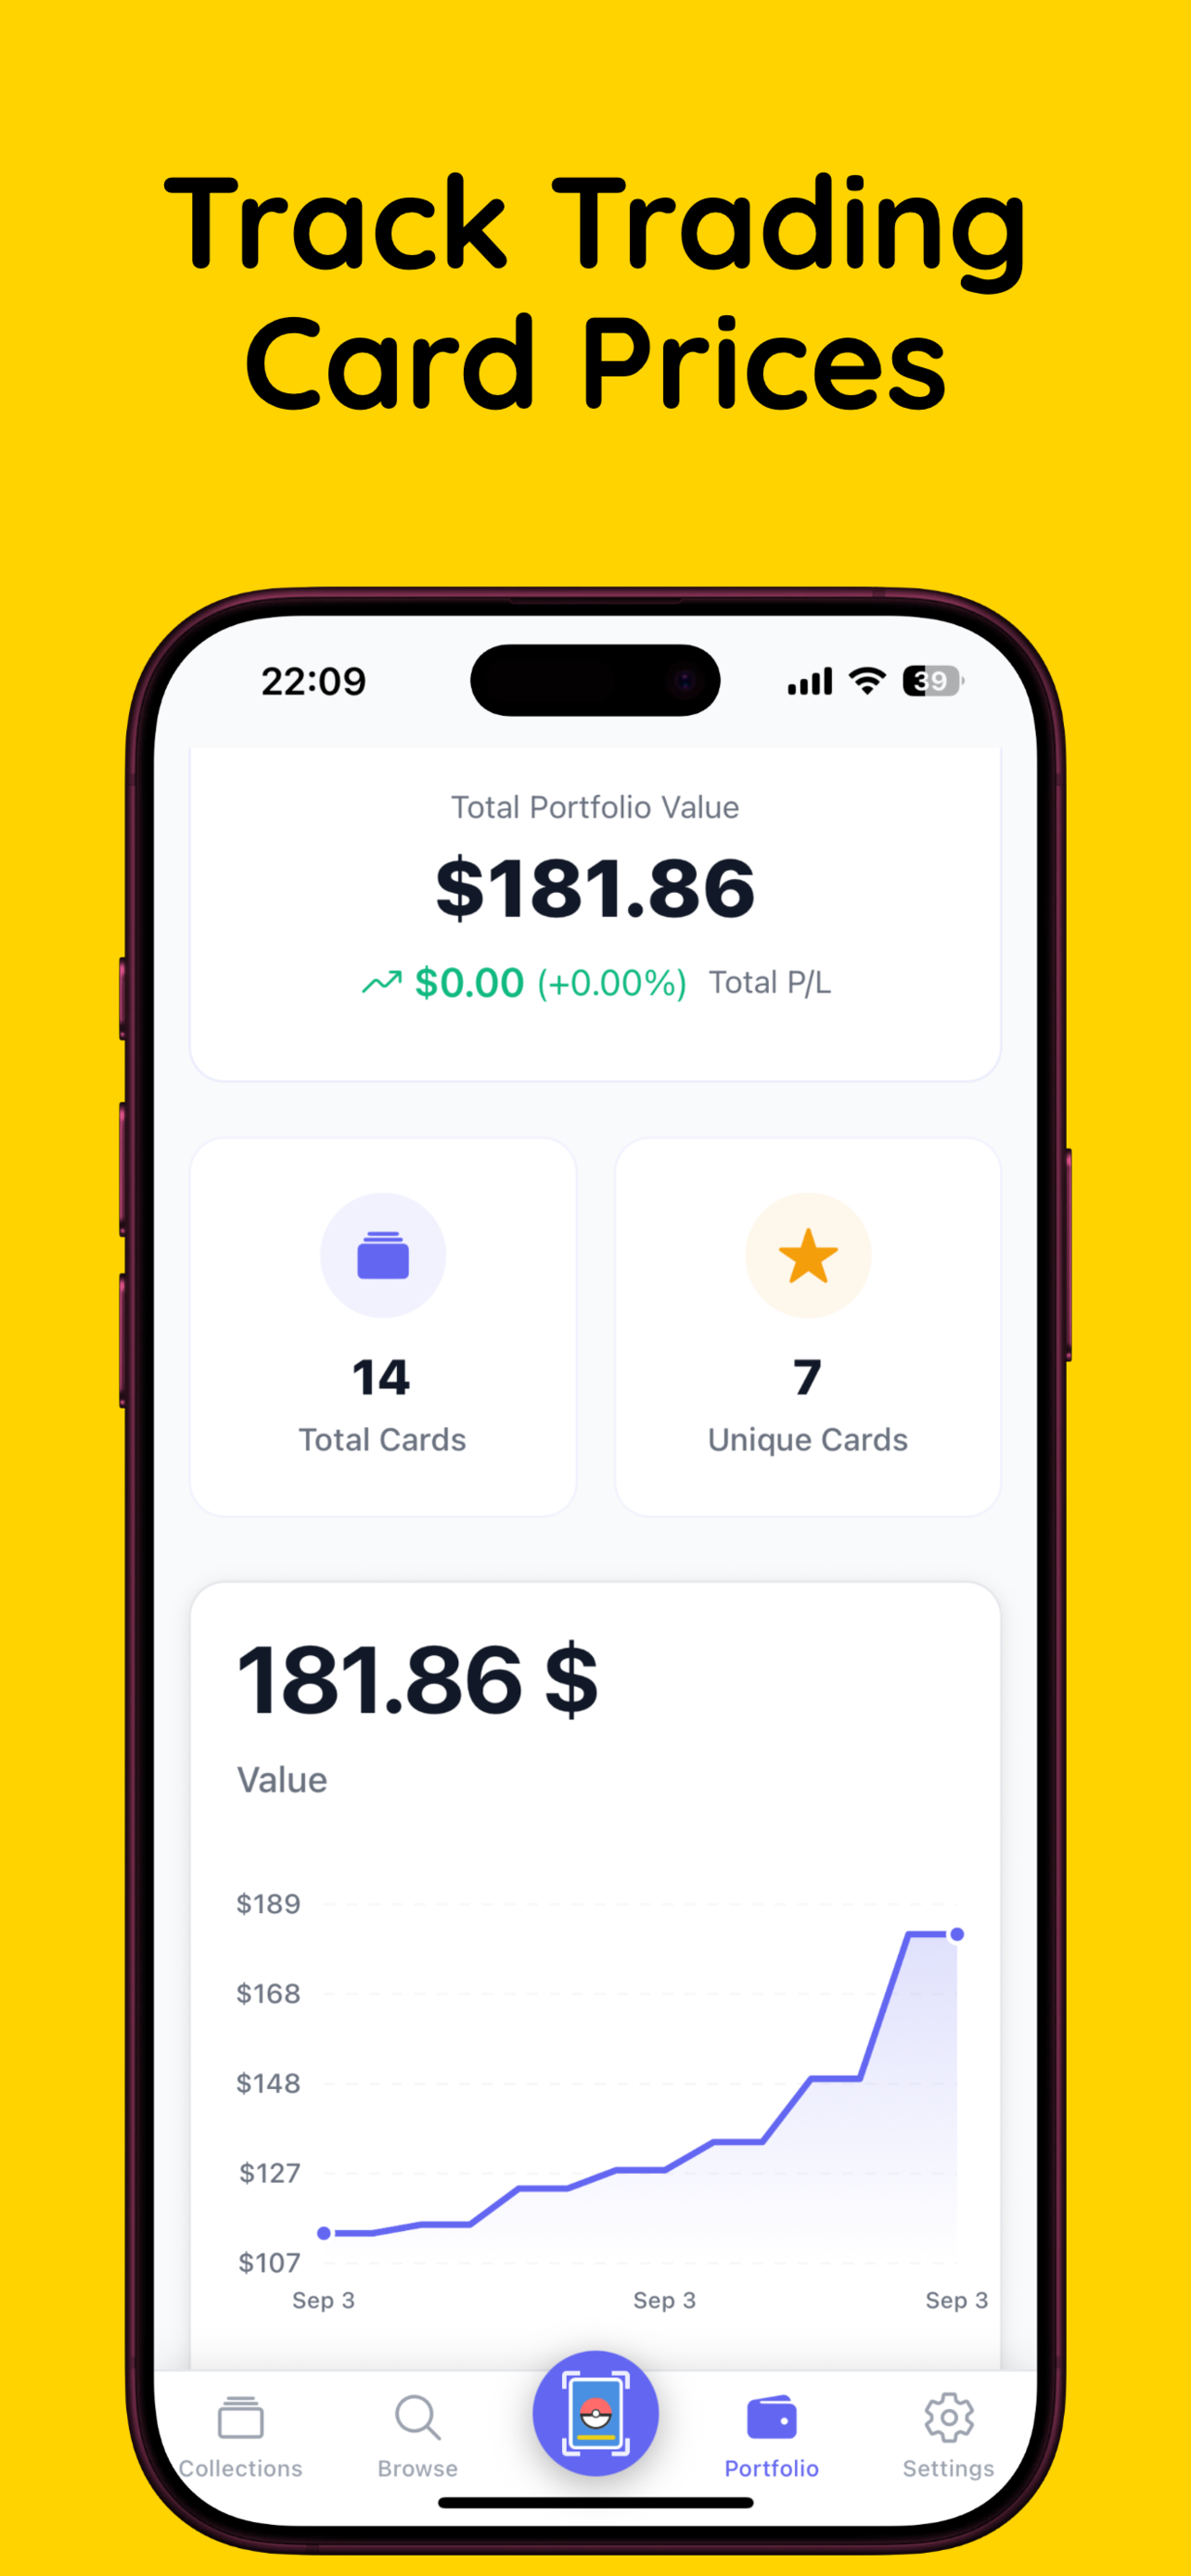 Track Trading
Card Prices
22:09
39
Total Portfolio Value
$181.86
$0.00 (+0.00%) Total P/L
14
Total Cards
7
Unique Cards
181.86 $
Value
$189
$168
$148
$127
$107
Sep 3 Sep 3 Sep 3
Collections Browse Portfolio Settings